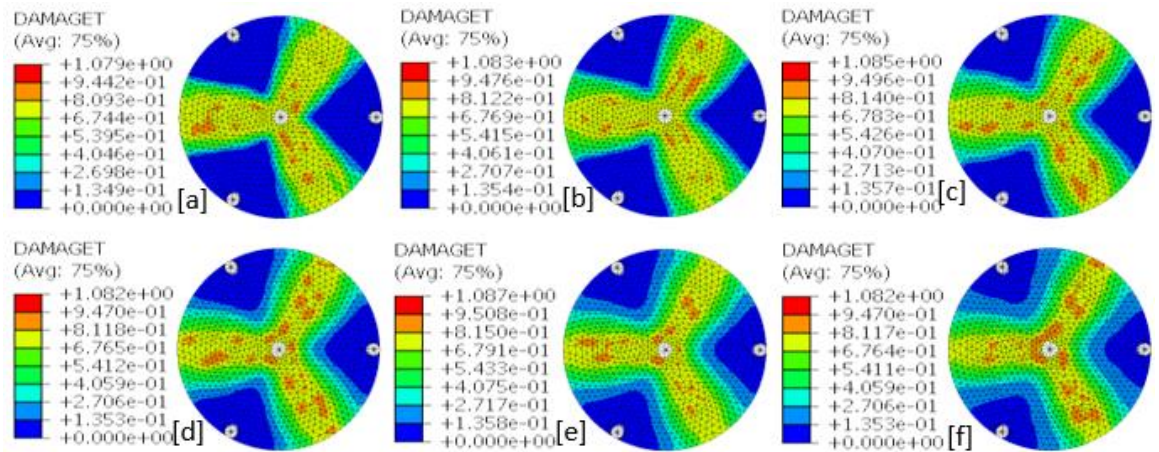 DAMAGET
(Avg: 75%)
+1.079e+00
+9.442e-01
+8.093e-01
+6.744e-01
+5.395e-01
+4.046e-01
+2.698e-01
+1.349e-01
+0.000e+00
[a]
DAMAGET
(Avg: 75%)
+1.083e+00
+9.476e-01
+8.122e-01
+6.769e-01
+5.415e-01
+4.061e-01
+2.707e-01
+1.354e-01
+0.000e+00
[b]
DAMAGET
(Avg: 75%)
+1.085e+00
+9.496e-01
+8.140e-01
+6.783e-01
+5.426e-01
+4.070e-01
+2.713e-01
+1.357e-01
+0.000e+00
[c]
DAMAGET
(Avg: 75%)
+1.082e+00
+9.470e-01
+8.118e-01
+6.765e-01
+5.412e-01
+4.059e-01
+2.706e-01
+1.353e-01
+0.000e+00
[d]
DAMAGET
(Avg: 75%)
+1.087e+00
+9.508e-01
+8.150e-01
+6.791e-01
+5.433e-01
+4.075e-01
+2.717e-01
+1.358e-01
+0.000e+00
[e]
DAMAGET
(Avg: 75%)
+1.082e+00
+9.470e-01
+8.117e-01
+6.764e-01
+5.411e-01
+4.059e-01
+2.706e-01
+1.353e-01
+0.000e+00
[f]